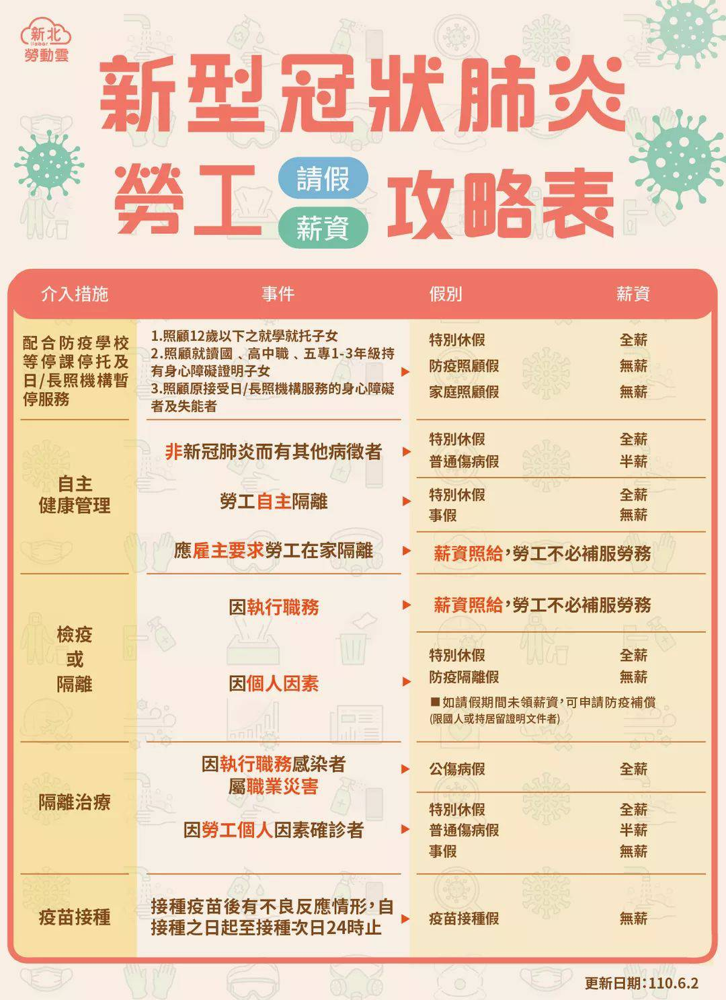 新北
ilabor
勞動雲
新型冠狀肺炎
勞工 請假 薪資 攻略表
介入措施 事件 假別 薪資
配合防疫學校
等停課停托及
日/長照機構暫
停服務
1.照顧12歲以下之就學就托子女
2.照顧就讀國、高中職、五專1-3年級持
有身心障礙證明子女
3.照顧原接受日/長照機構服務的身心障礙
者及失能者
特別休假 全薪
防疫照顧假 無薪
家庭照顧假 無薪
自主
健康管理
非新冠肺炎而有其他病徵者
特別休假 全薪
普通傷病假 半薪
勞工自主隔離
特別休假 全薪
事假 無薪
應雇主要求勞工在家隔離
薪資照給,勞工不必補服勞務
檢疫
或
隔離
因執行職務
薪資照給,勞工不必補服勞務
因個人因素
特別休假 全薪
防疫隔離假 無薪
■如請假期間未領薪資,可申請防疫補償
(限國人或持居留證明文件者)
隔離治療
因執行職務感染者
屬職業災害
公傷病假 全薪
因勞工個人因素確診者
特別休假 全薪
普通傷病假 半薪
事假 無薪
疫苗接種
接種疫苗後有不良反應情形,自
接種之日起至接種次日24時止
疫苗接種假 無薪
更新日期:110.6.2